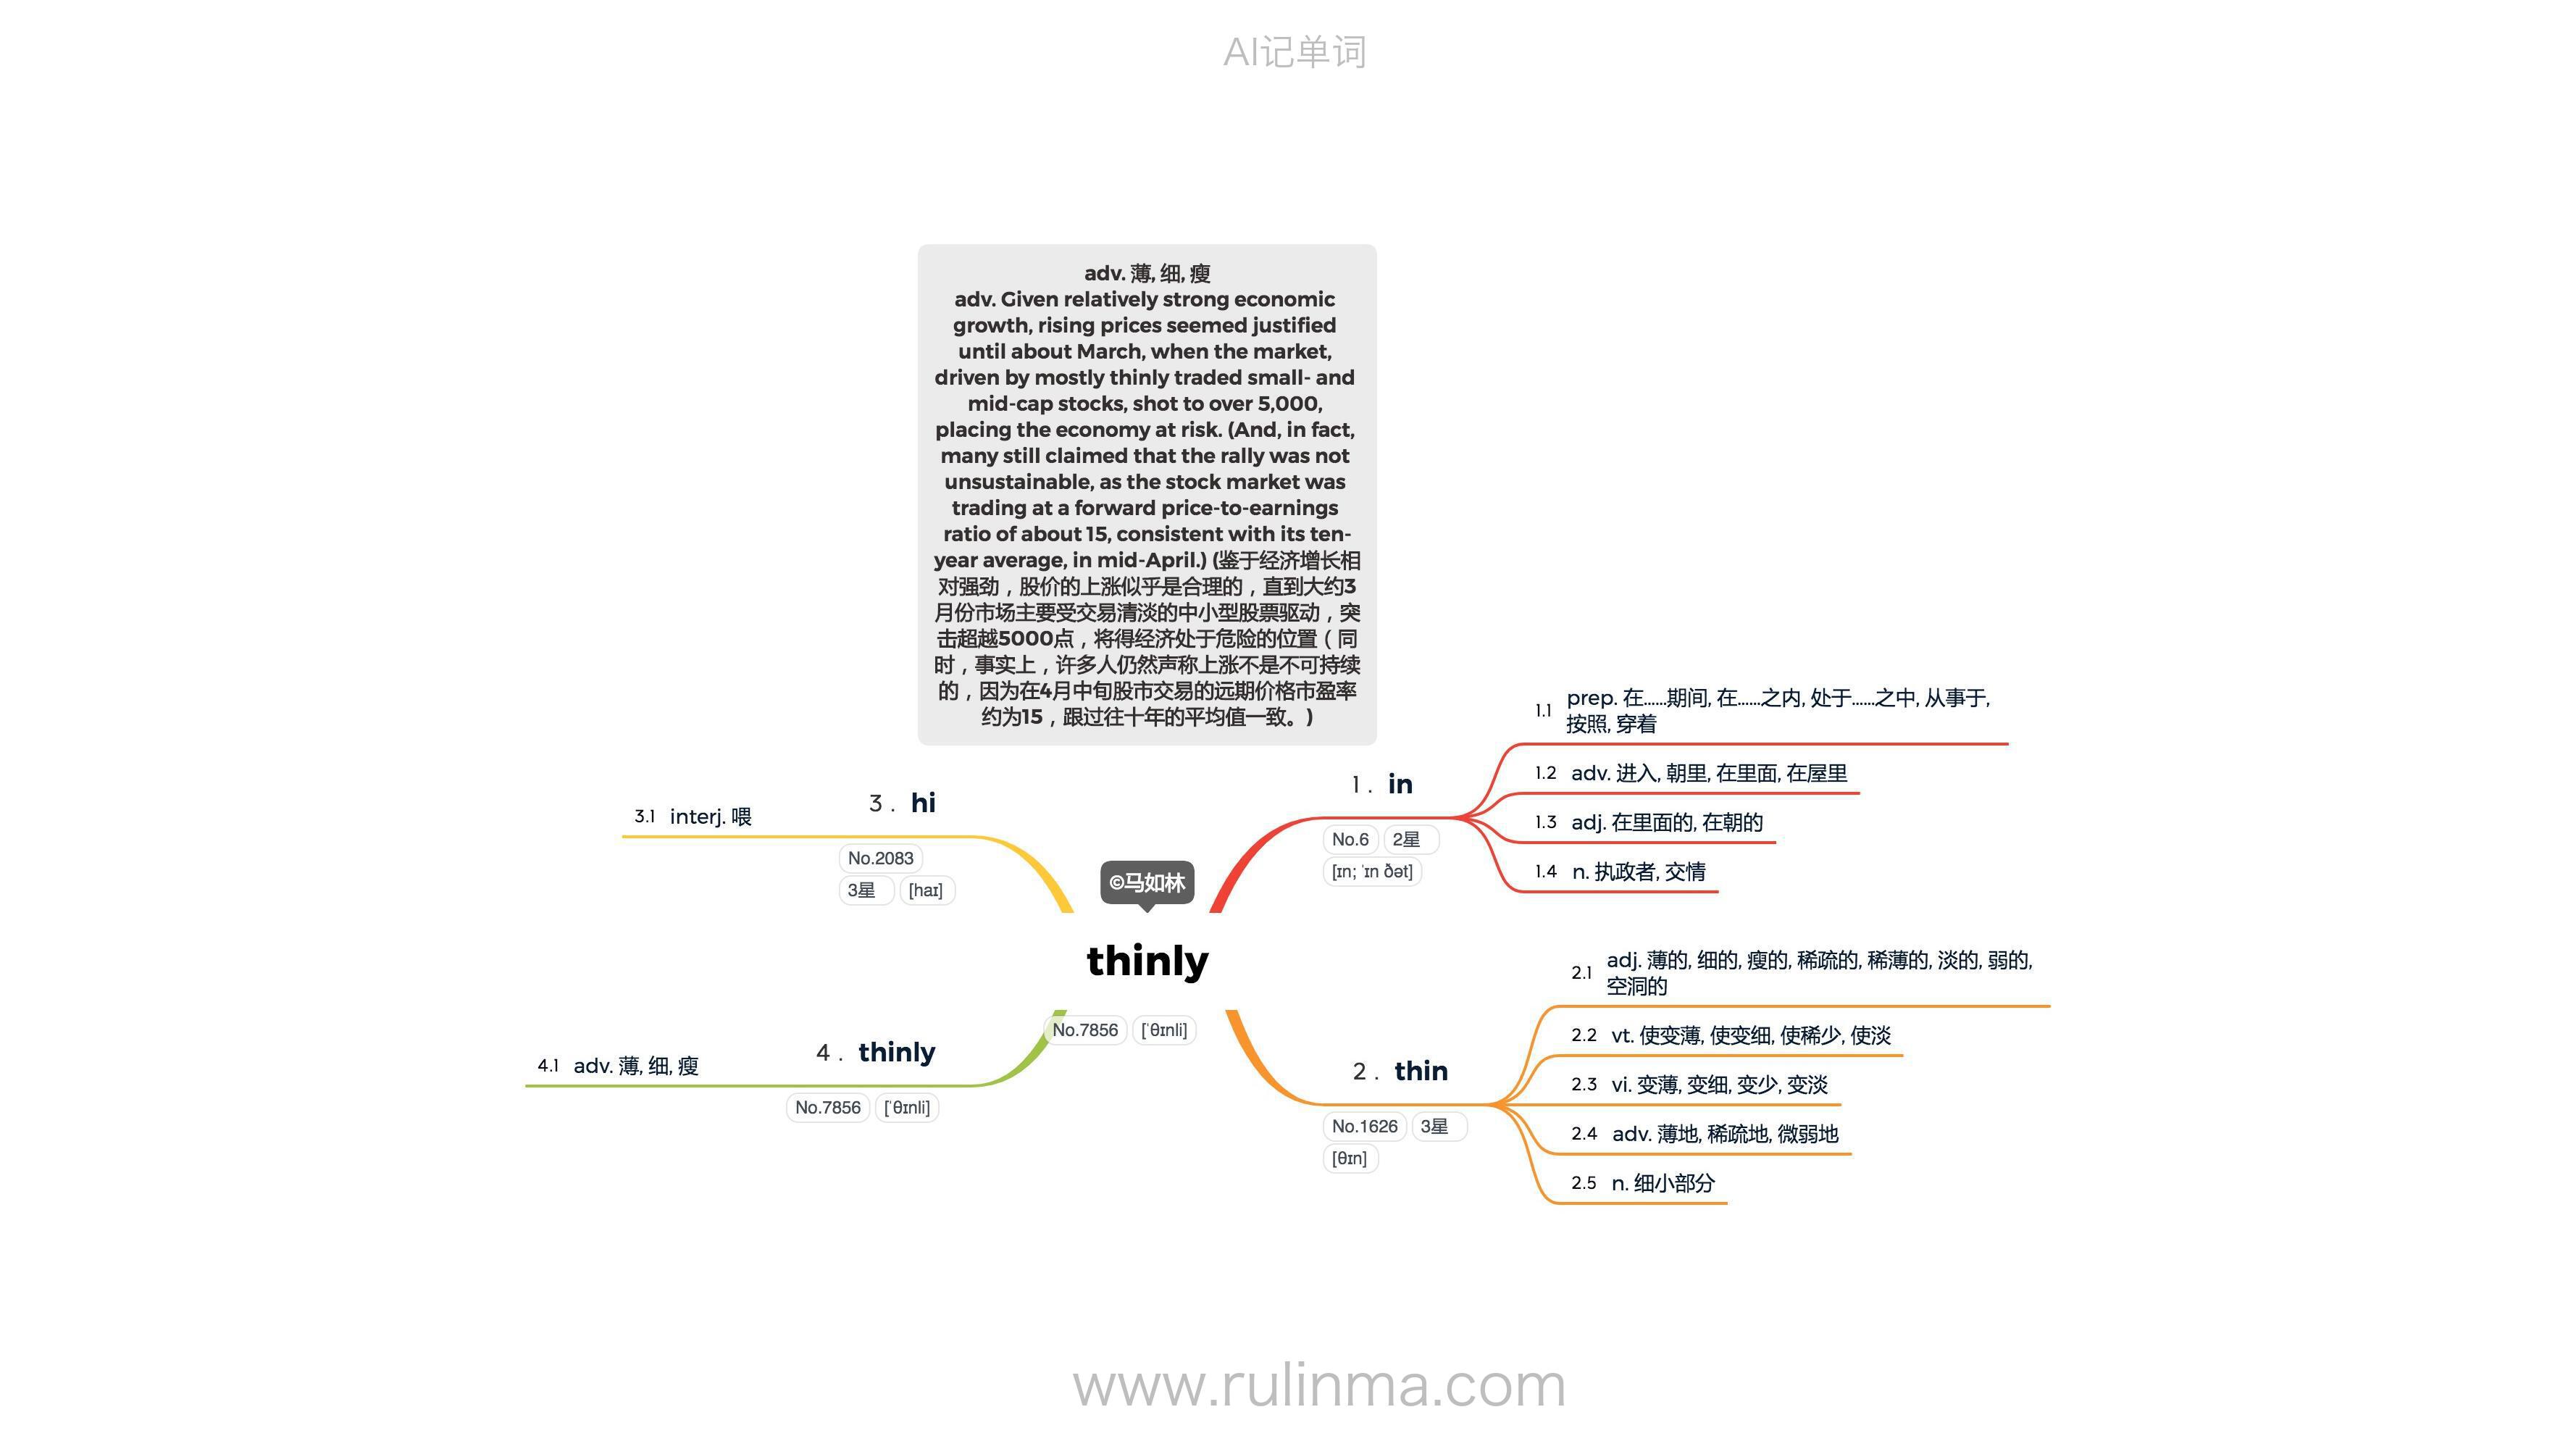 AI记单词
adv. 薄, 细, 瘦
adv. Given relatively strong economic
growth, rising prices seemed justified
until about March, when the market,
driven by mostly thinly traded small- and
mid-cap stocks, shot to over 5,000,
placing the economy at risk. (And, in fact,
many still claimed that the rally was not
unsustainable, as the stock market was
trading at a forward price-to-earnings
ratio of about 15, consistent with its ten-
year average, in mid-April.) (鉴于经济增长相
对强劲，股价的上涨似乎是合理的，直到大约3
月份市场主要受交易清淡的中小型股票驱动，突
击超越5000点，将得经济处于危险的位置（同
时，事实上，许多人仍然声称上涨不是不可持续
的，因为在4月中旬股市交易的远期价格市盈率
约为15，跟过往十年的平均值一致。)
©马如林
thinly
No.7856 [ˈθɪnli]
1 . in
No.6 2星
[ɪn; ˈɪn ðət]
1.1 prep. 在……期间, 在……之内, 处于……之中, 从事于,
按照, 穿着
1.2 adv. 进入, 朝里, 在里面, 在屋里
1.3 adj. 在里面的, 在朝的
1.4 n. 执政者, 交情
2 . thin
No.1626 3星
[θɪn]
2.1 adj. 薄的, 细的, 瘦的, 稀疏的, 稀薄的, 淡的, 弱的,
空洞的
2.2 vt. 使变薄, 使变细, 使稀少, 使淡
2.3 vi. 变薄, 变细, 变少, 变淡
2.4 adv. 薄地, 稀疏地, 微弱地
2.5 n. 细小部分
3 . hi
No.2083
3星 [haɪ]
3.1 interj. 喂
4 . thinly
No.7856 [ˈθɪnli]
4.1 adv. 薄, 细, 瘦
www.rulinma.com